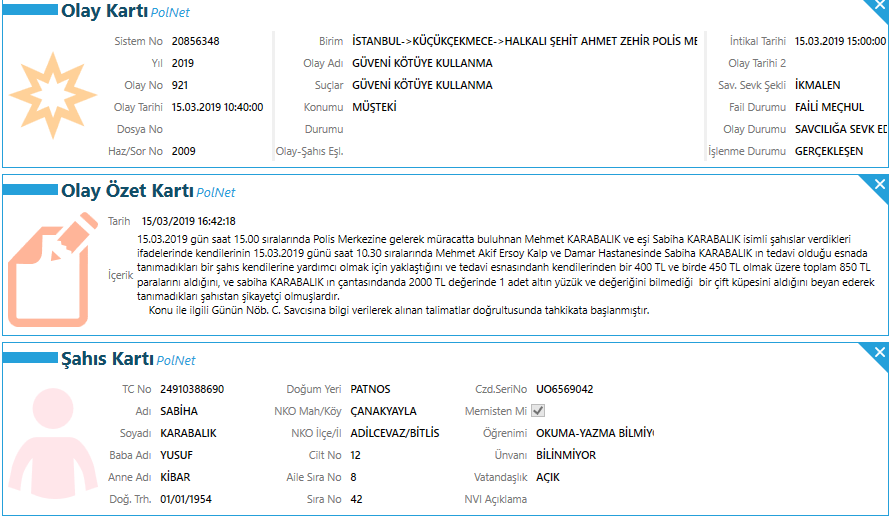 Olay Kartı PolNet
Sistem No 20856348 Birim İSTANBUL->KÜÇÜKÇEKMECE->HALKALI ŞEHİT AHMET ZEHİR POLİS ME İntikal Tarihi 15.03.2019 15:00:00
Yıl 2019 Olay Adı GÜVENİ KÖTÜYE KULLANMA Olay Tarihi 2
Olay No 921 Suçlar GÜVENİ KÖTÜYE KULLANMA Sav. Sevk Şekli İKMALEN
Olay Tarihi 15.03.2019 10:40:00 Konumu MÜŞTEKİ Fail Durumu FAİLİ MEÇHUL
Dosya No Durumu Olay Durumu SAVCILIĞA SEVK ED
Haz/Sor No 2009 Olay-Şahıs Eşl. İşlenme Durumu GERÇEKLEŞEN
Olay Özet Kartı PolNet
Tarih 15/03/2019 16:42:18
15.03.2019 gün saat 15.00 sıralarında Polis Merkezine gelerek müracatta buluhnan Mehmet KARABALIK ve eşi Sabiha KARABALIK isimli şahıslar verdikleri
ifadelerinde kendilerinin 15.03.2019 günü saat 10.30 sıralarında Mehmet Akif Ersoy Kalp ve Damar Hastanesinde Sabiha KARABALIK ın tedavi olduğu esnada
İçerik tanımadıkları bir şahıs kendilerine yardımcı olmak için yaklaştığını ve tedavi esnasındanh kendilerinden bir 400 TL ve birde 450 TL olmak üzere toplam 850 TL
paralarını aldığını, ve sabiha KARABALIK ın çantasındanda 2000 TL değerinde 1 adet altın yüzük ve değeriğini bilmediği bir çift küpesini aldığını beyan ederek
tanımadıkları şahıstan şikayetçi olmuşlardır.
Konu ile ilgili Günün Nöb. C. Savcısına bilgi verilerek alınan talimatlar doğrultusunda tahkikata başlanmıştır.
Şahıs Kartı PolNet
TC No 24910388690 Doğum Yeri PATNOS Czd.SeriNo UO6569042
Adı SABİHA NKO Mah/Köy ÇANAKYAYLA Mernisten Mi
Soyadı KARABALIK NKO İlçe/İl ADİLCEVAZ/BİTLİS Öğrenimi OKUMA-YAZMA BİLMİY
Baba Adı YUSUF Cilt No 12 Ünvanı BİLİNMİYOR
Anne Adı KİBAR Aile Sıra No 8 Vatandaşlık AÇIK
Doğ. Trh. 01/01/1954 Sıra No 42 NVI Açıklama